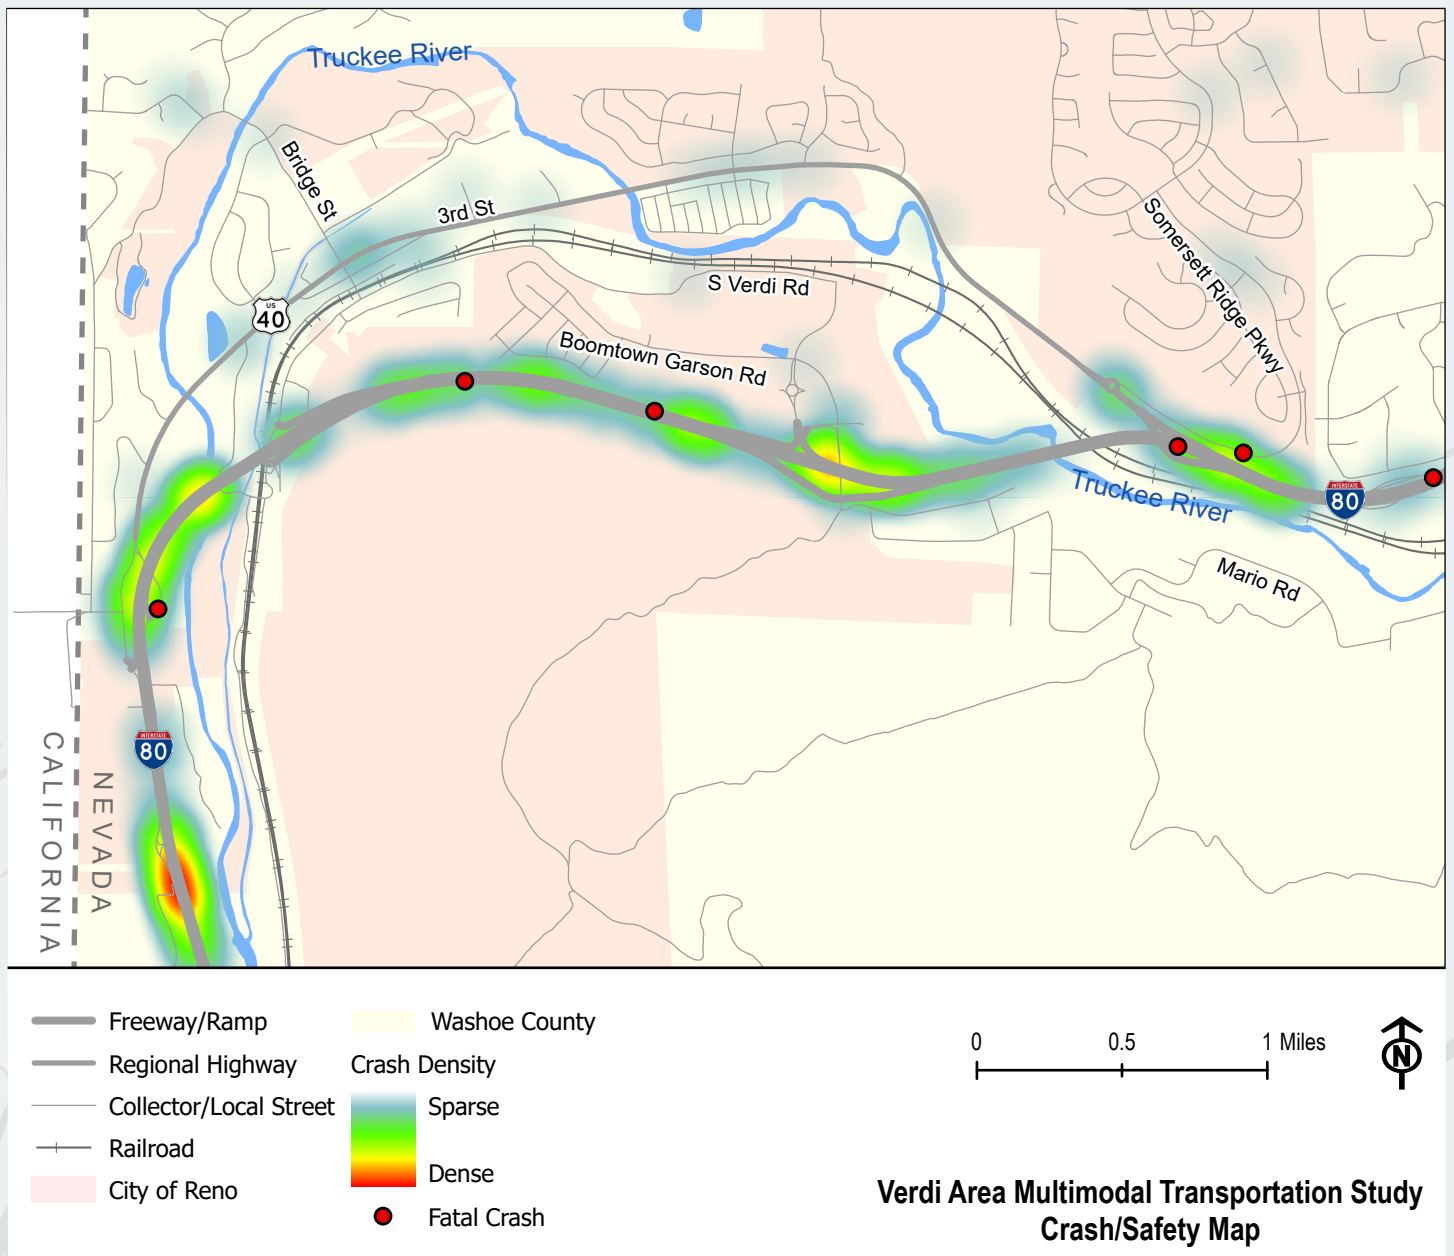 Truckee River
Bridge St
3rd St
US
40
S Verdi Rd
Somersett Ridge Pkwy
Boomtown Garson Rd
Truckee River
INTERSTATE
80
Mario Rd
INTERSTATE
80
CALIFORNIA
NEVADA
Freeway/Ramp
Regional Highway
Collector/Local Street
Railroad
City of Reno
Washoe County
Crash Density
Sparse
Dense
Fatal Crash
0 0.5 1 Miles
N
Verdi Area Multimodal Transportation Study
Crash/Safety Map